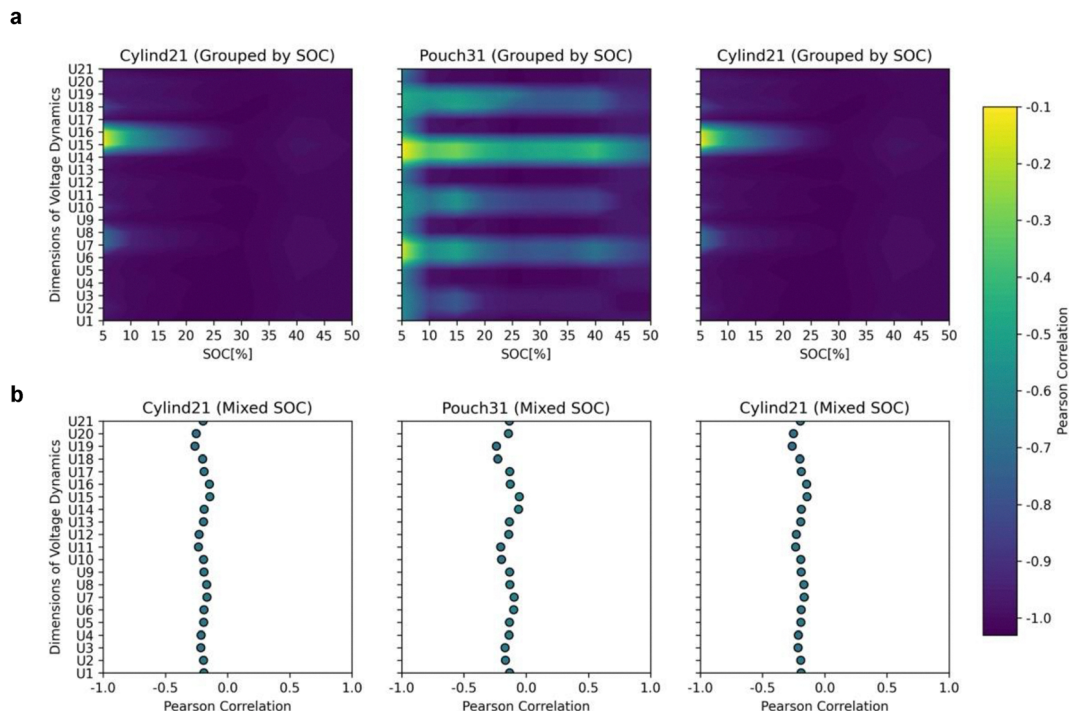 a
Cylind21 (Grouped by SOC)
Pouch31 (Grouped by SOC)
Cylind21 (Grouped by SOC)
Dimensions of Voltage Dynamics
U21
U20
U19
U18
U17
U16
U15
U14
U13
U12
U11
U10
U9
U8
U7
U6
U5
U4
U3
U2
U1
5 10 15 20 25 30 35 40 45 50
SOC[%]
5 10 15 20 25 30 35 40 45 50
SOC[%]
5 10 15 20 25 30 35 40 45 50
SOC[%]
-0.1
-0.2
-0.3
-0.4
-0.5
-0.6
-0.7
-0.8
-0.9
-1.0
Pearson Correlation
b
Cylind21 (Mixed SOC)
Pouch31 (Mixed SOC)
Cylind21 (Mixed SOC)
Dimensions of Voltage Dynamics
U21
U20
U19
U18
U17
U16
U15
U14
U13
U12
U11
U10
U9
U8
U7
U6
U5
U4
U3
U2
U1
-1.0 -0.5 0.0 0.5 1.0
Pearson Correlation
-1.0 -0.5 0.0 0.5 1.0
Pearson Correlation
-1.0 -0.5 0.0 0.5 1.0
Pearson Correlation